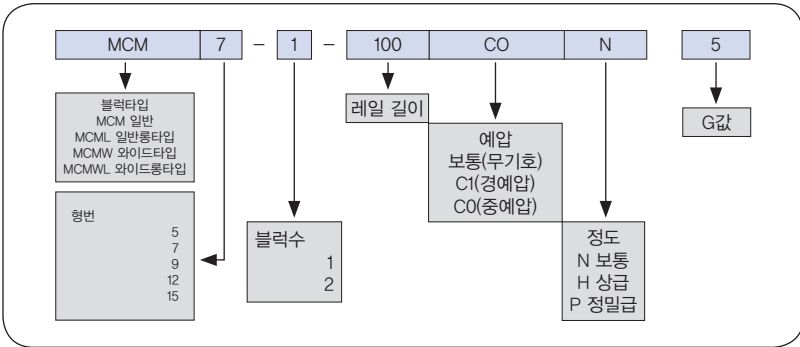 MCM 7 - 1 - 100 CO N 5
블럭타입
MCM 일반
MCML 일반롱타입
MCMW 와이드타입
MCMWL 와이드롱타입
형번
5
7
9
12
15
블럭수
1
2
레일 길이
예압
보통(무기호)
C1(경예압)
C0(중예압)
정도
N 보통
H 상급
P 정밀급
G값